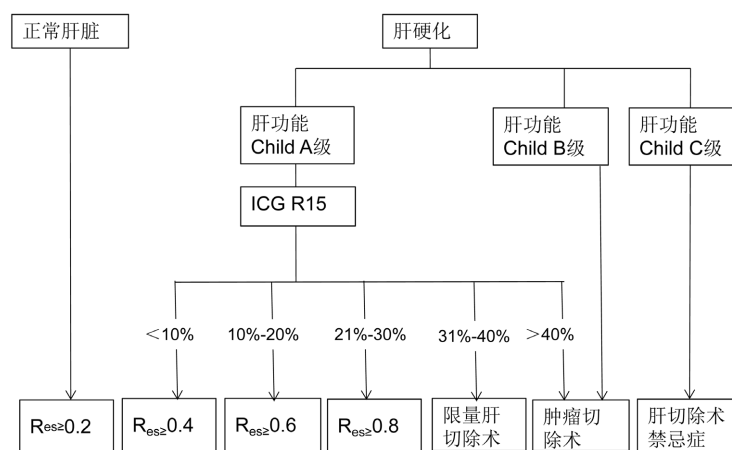 正常肝脏
肝硬化
肝功能
Child A级
肝功能
Child B级
肝功能
Child C级
ICG R15
＜10%
10%-20%
21%-30%
31%-40%
＞40%
Res≥0.2
Res≥0.4
Res≥0.6
Res≥0.8
限量肝
切除术
肿瘤切
除术
肝切除术
禁忌症